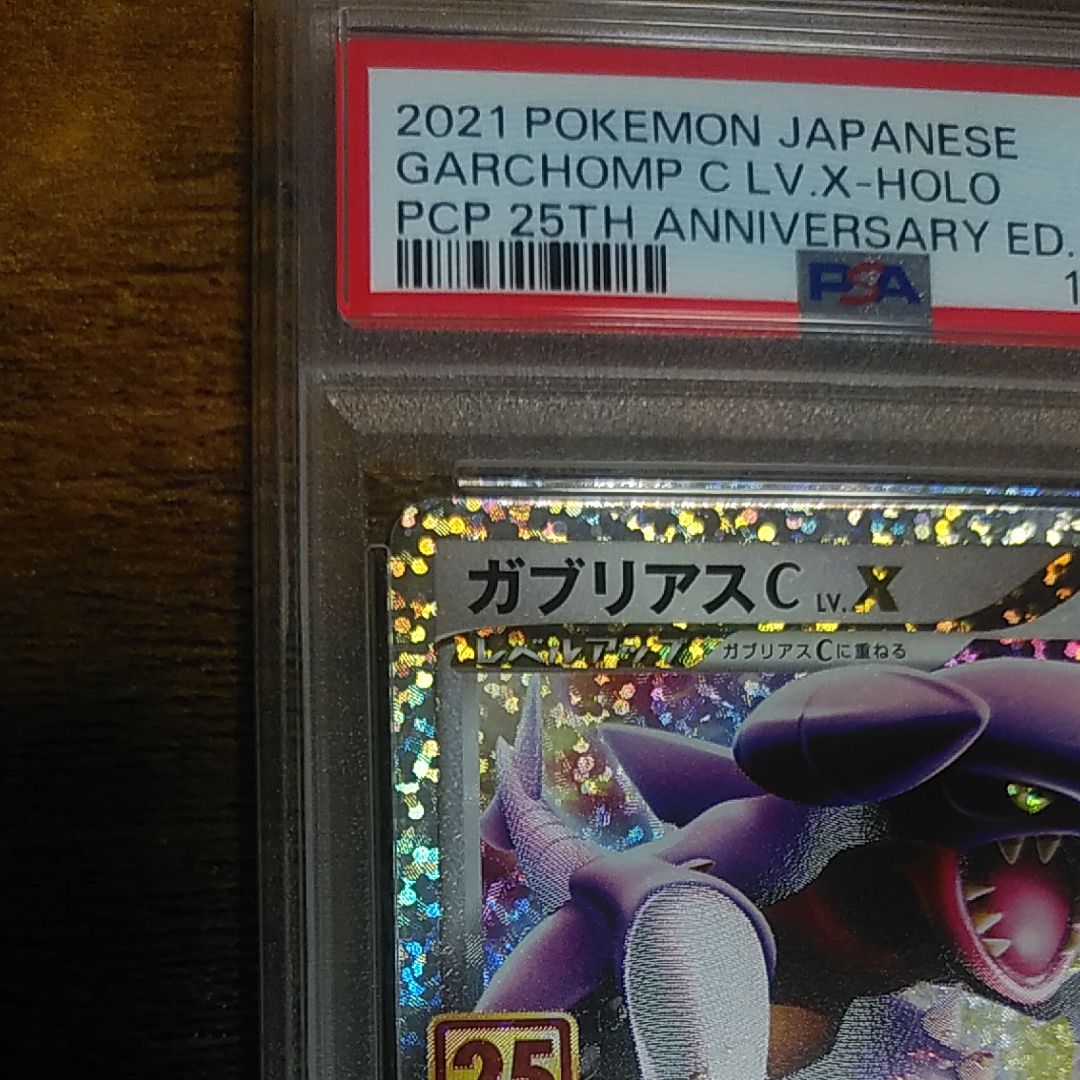 2021 POKEMON JAPANESE
GARCHOMP C LV.X-HOLO
PCP 25TH ANNIVERSARY ED.
PSA
1
ガブリアスC LV.X
レベルアップ ガブリアスCに重ねる
25